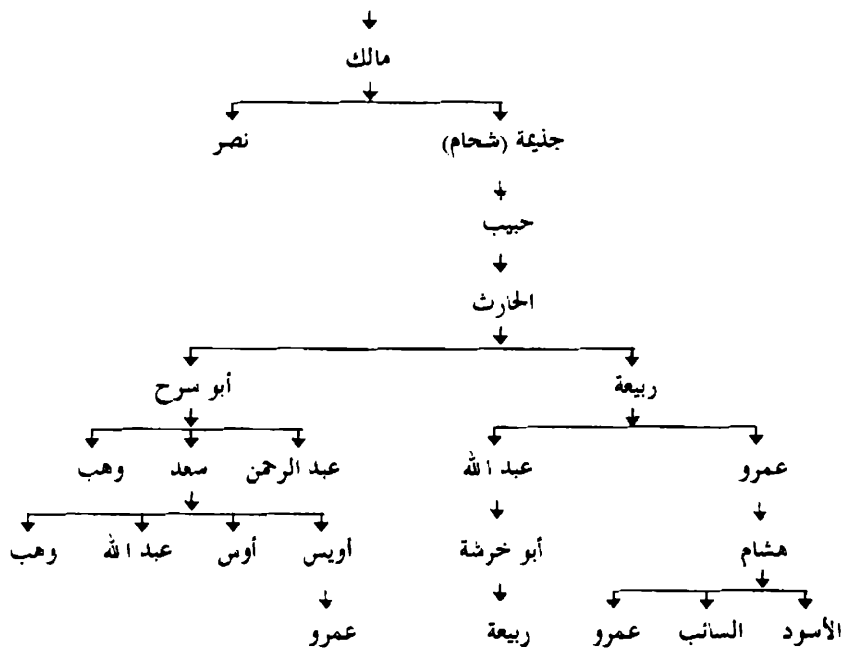 مالك
جذيمة (شحام) نصر
حبيب
الحارث
ربيعة أبو سرح
عمرو عبد الله عبد الرحمن سعد وهب
هشام أبو خرشة أويس أوس عبد الله وهب
الأسود السائب عمرو ربيعة عمرو